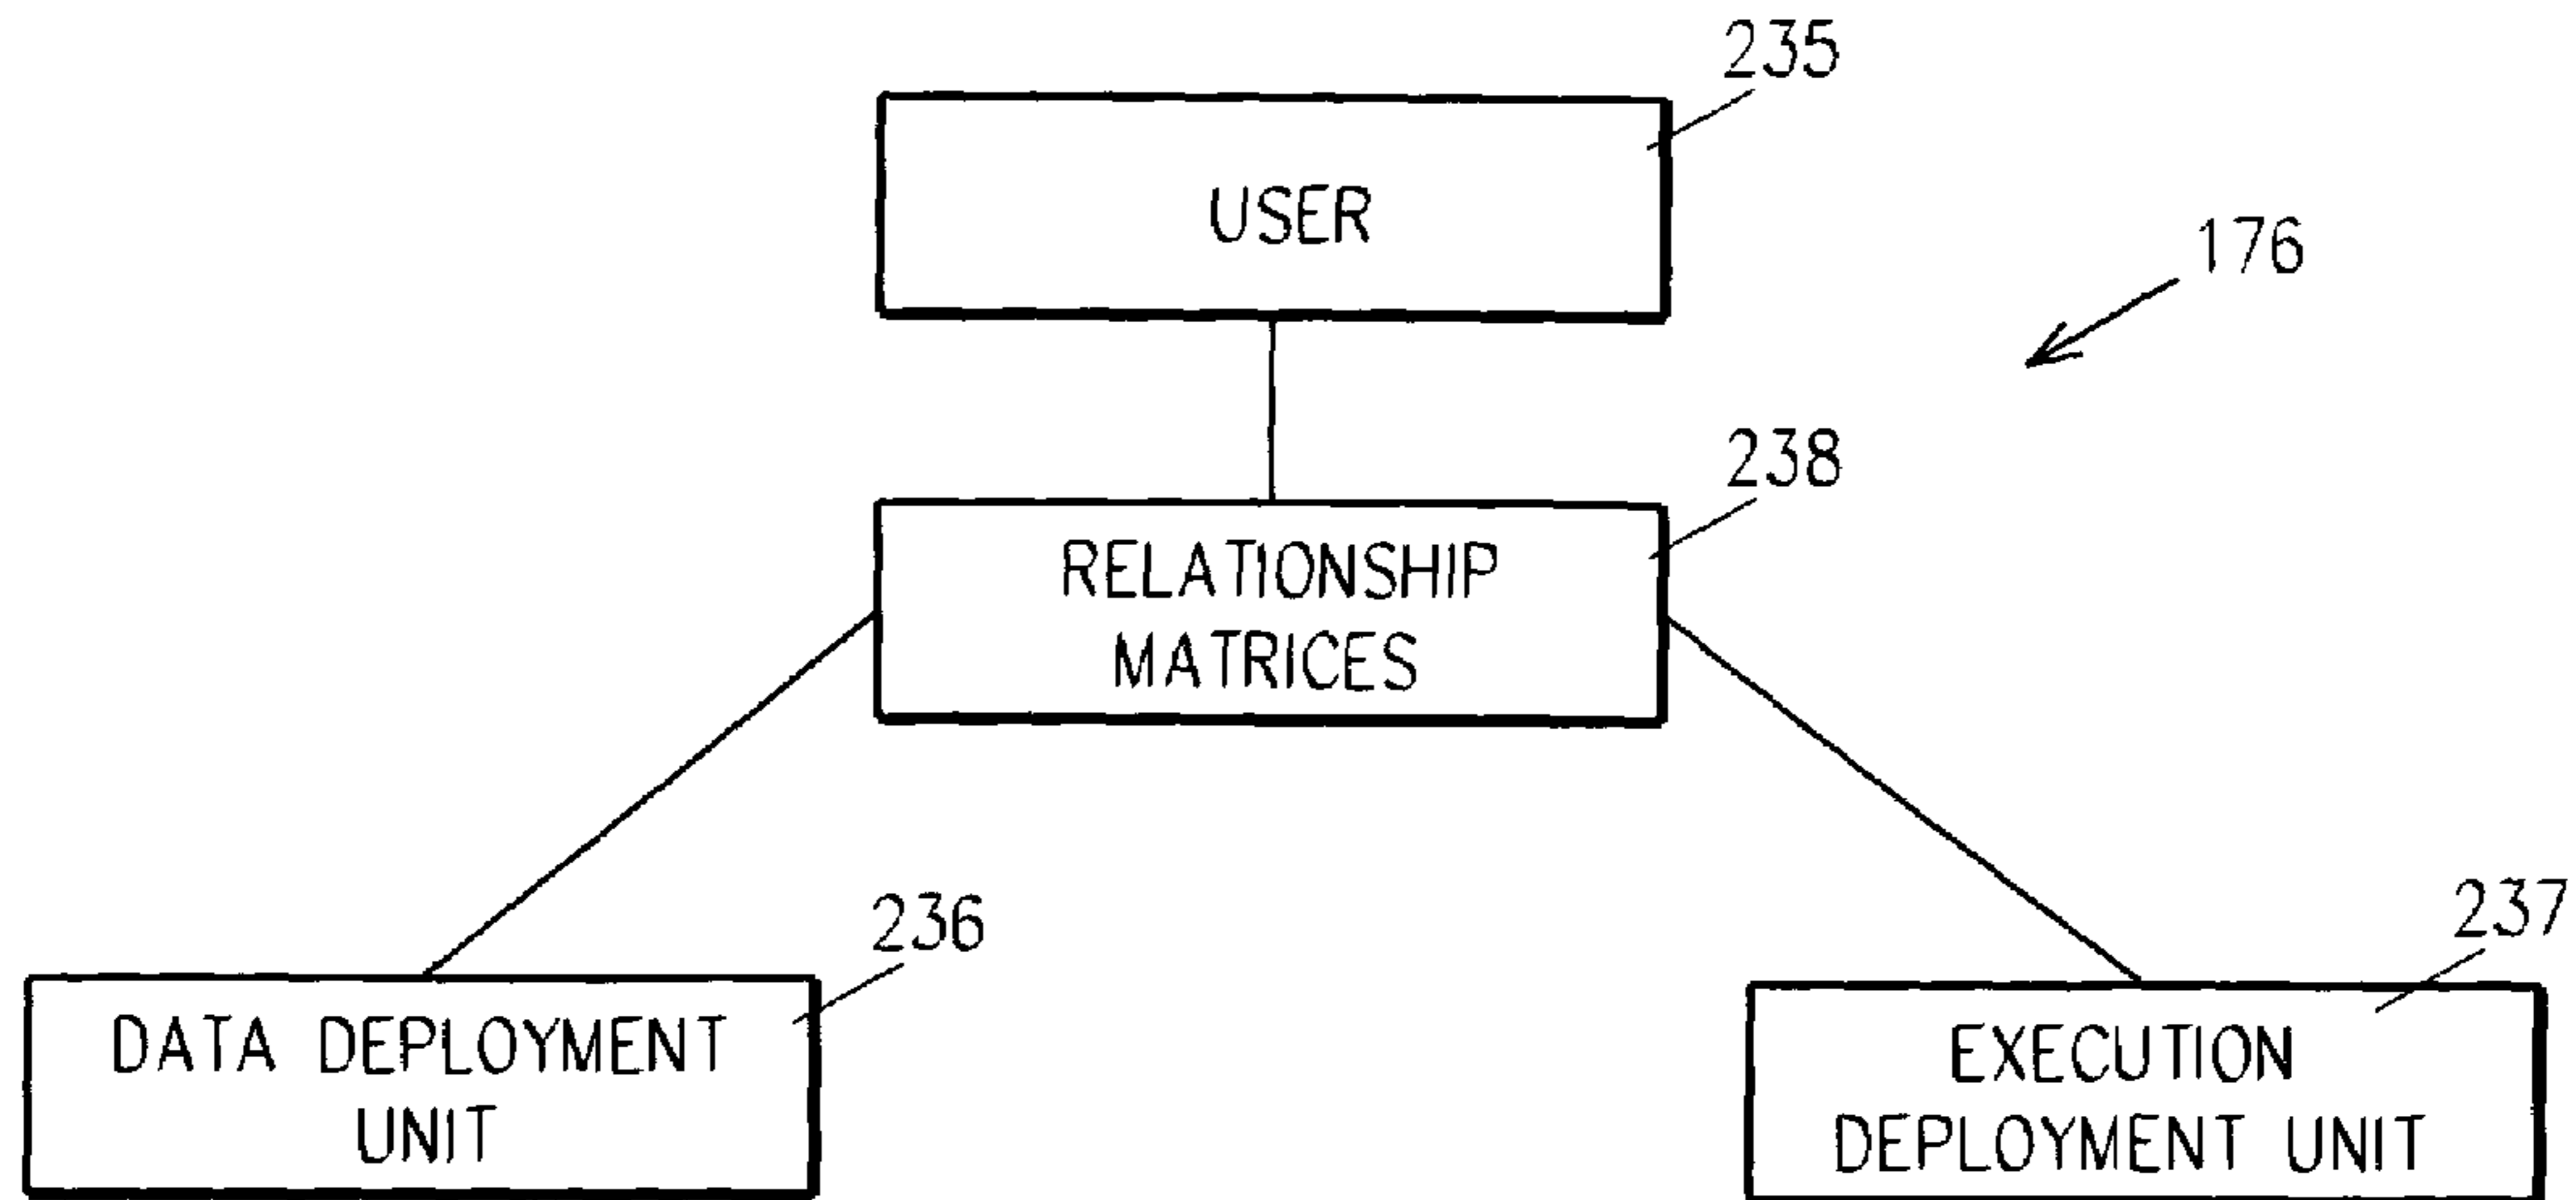 235
USER
176
238
RELATIONSHIP
MATRICES
236
237
DATA DEPLOYMENT
UNIT
EXECUTION
DEPLOYMENT UNIT